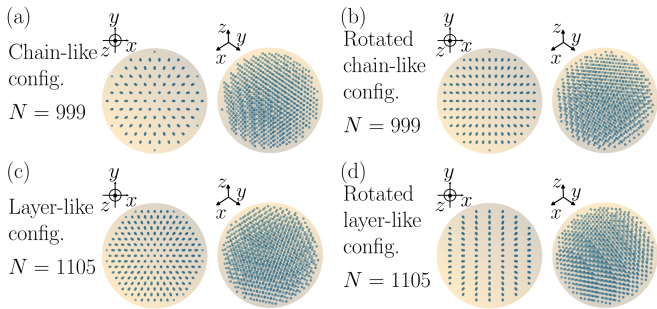 (a)
y
z x
Chain-like
config.
N = 999
z
y
x
(b)
y
z x
Rotated
chain-like
config.
N = 999
z
y
x
(c)
y
z x
Layer-like
config.
N = 1105
z
y
x
(d)
y
z x
Rotated
layer-like
config.
N = 1105
z
y
x